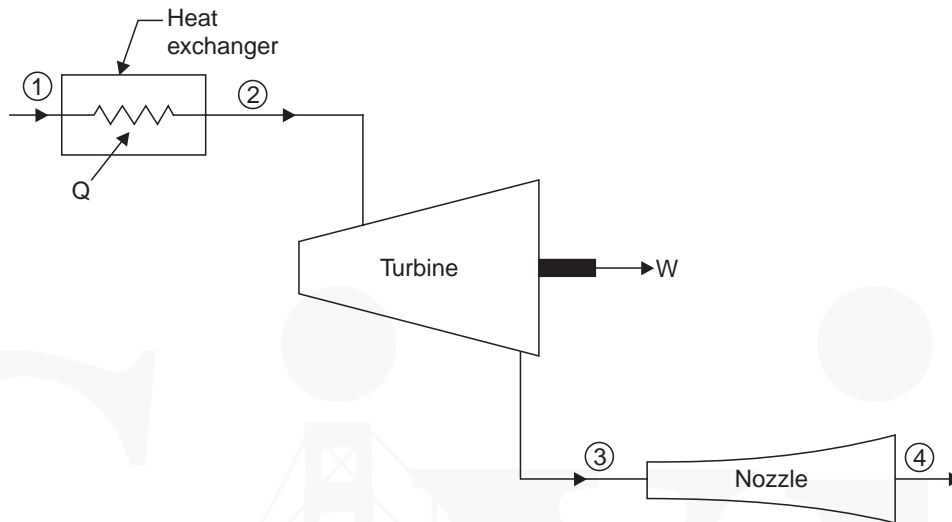 Heat
exchanger
①
②
Q
Turbine
W
③
Nozzle
④